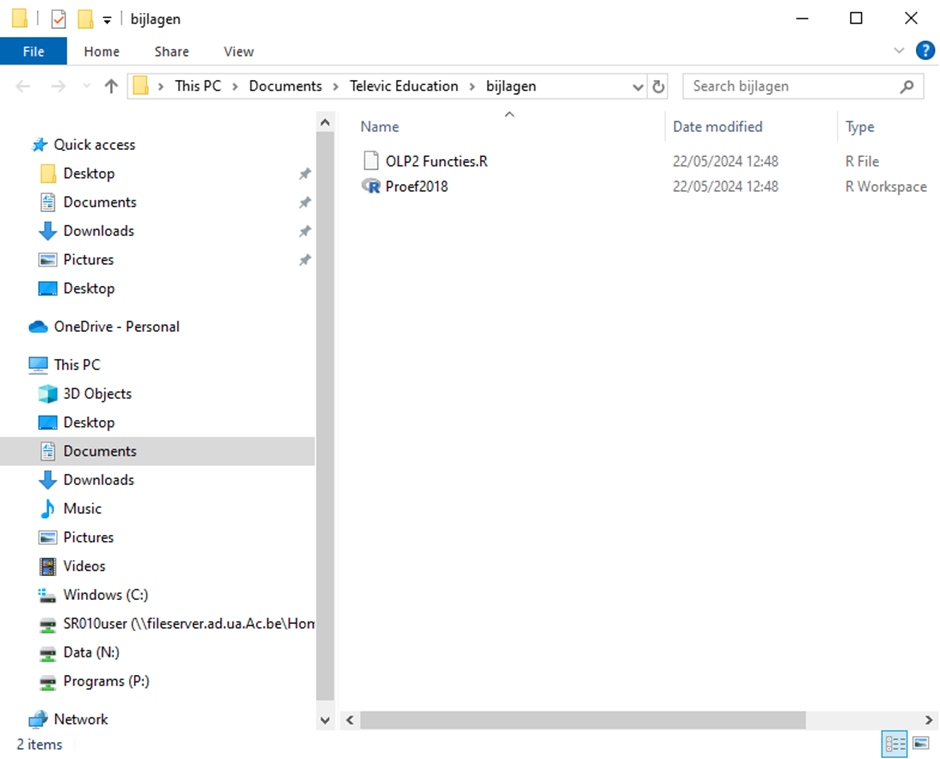 bijlagen
File Home Share View
This PC Documents Televic Education bijlagen Search bijlagen
Name Date modified Type
OLP2 Functies.R 22/05/2024 12:48 R File
Proef2018 22/05/2024 12:48 R Workspace
Quick access
Desktop
Documents
Downloads
Pictures
Desktop
OneDrive - Personal
This PC
3D Objects
Desktop
Documents
Downloads
Music
Pictures
Videos
Windows (C:)
SR010user (\\fileserver.ad.ua.Ac.be\Hom
Data (N:)
Programs (P:)
Network
2 items